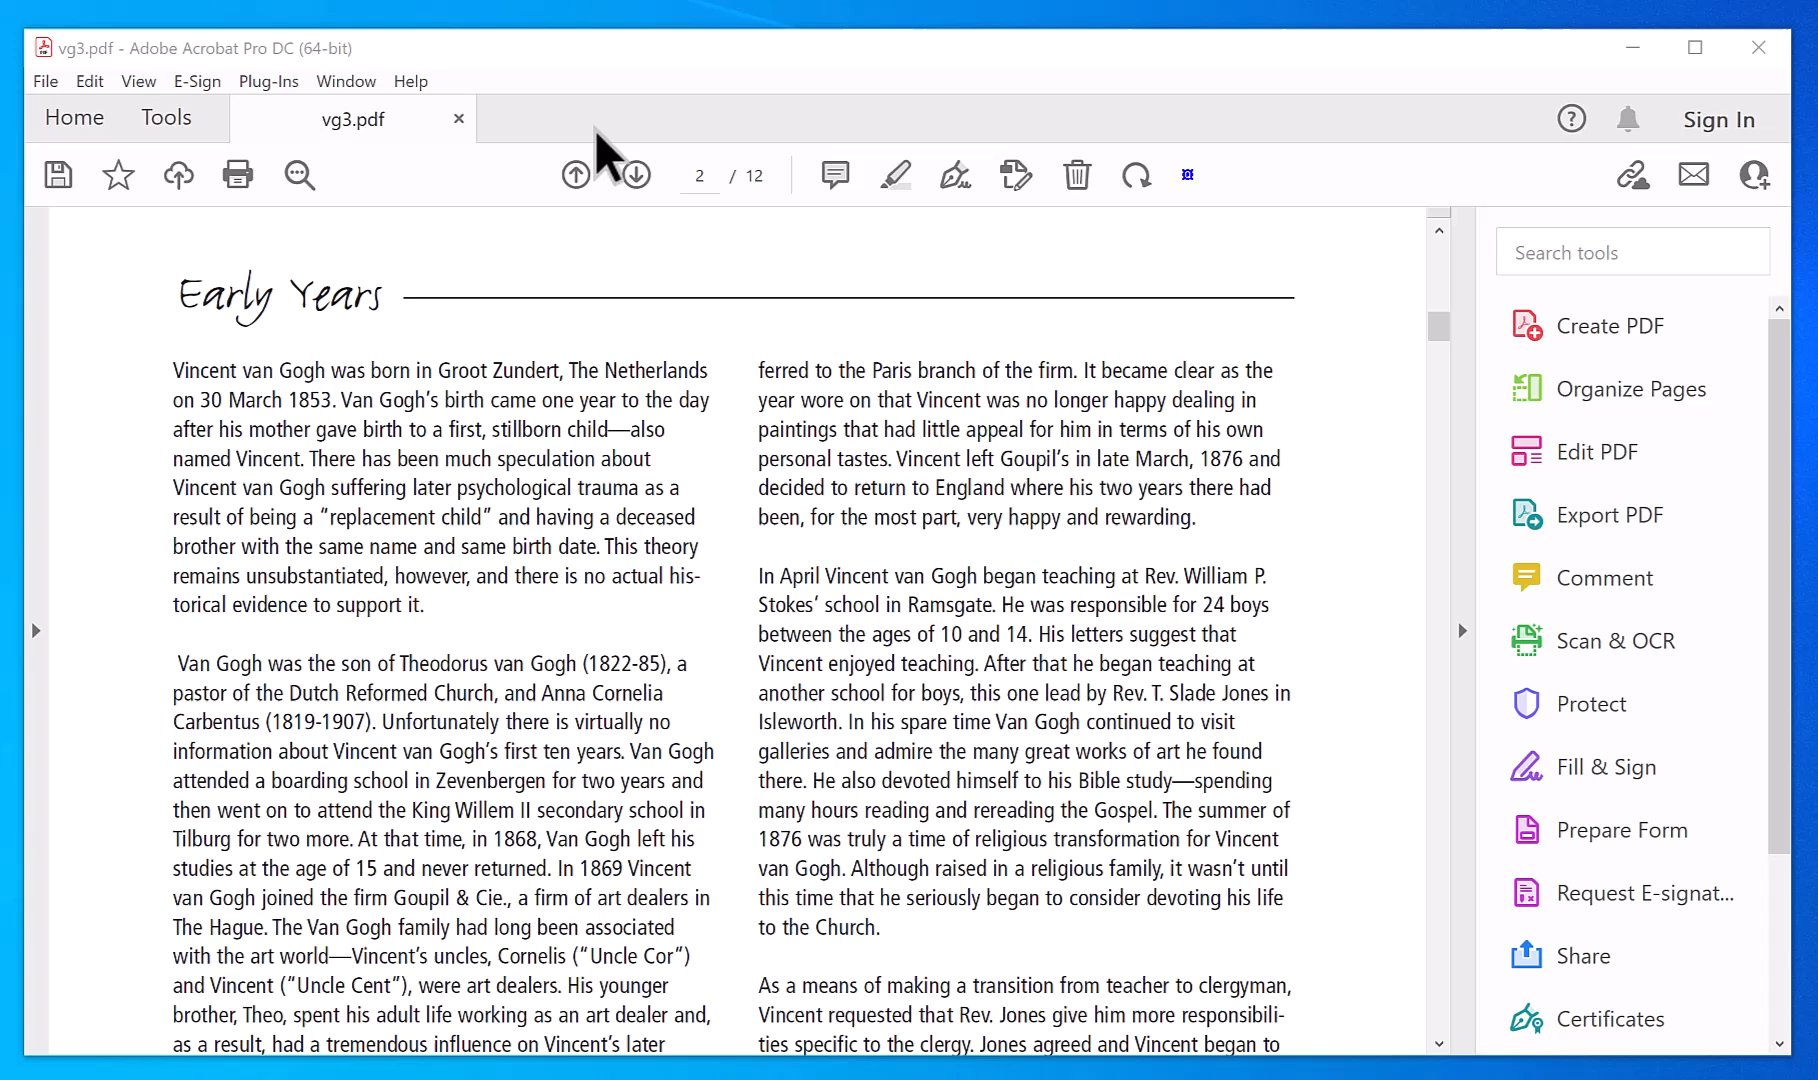 vg3.pdf - Adobe Acrobat Pro DC (64-bit)
File Edit View E-Sign Plug-Ins Window Help
Home Tools vg3.pdf Sign In
2 / 12
Early Years
Vincent van Gogh was born in Groot Zundert, The Netherlands
on 30 March 1853. Van Gogh's birth came one year to the day
after his mother gave birth to a first, stillborn child—also
named Vincent. There has been much speculation about
Vincent van Gogh suffering later psychological trauma as a
result of being a "replacement child" and having a deceased
brother with the same name and same birth date. This theory
remains unsubstantiated, however, and there is no actual his-
torical evidence to support it.
Van Gogh was the son of Theodorus van Gogh (1822-85), a
pastor of the Dutch Reformed Church, and Anna Cornelia
Carbentus (1819-1907). Unfortunately there is virtually no
information about Vincent van Gogh's first ten years. Van Gogh
attended a boarding school in Zevenbergen for two years and
then went on to attend the King Willem II secondary school in
Tilburg for two more. At that time, in 1868, Van Gogh left his
studies at the age of 15 and never returned. In 1869 Vincent
van Gogh joined the firm Goupil & Cie., a firm of art dealers in
The Hague. The Van Gogh family had long been associated
with the art world—Vincent's uncles, Cornelis ("Uncle Cor")
and Vincent ("Uncle Cent"), were art dealers. His younger
brother, Theo, spent his adult life working as an art dealer and,
as a result, had a tremendous influence on Vincent's later
ferred to the Paris branch of the firm. It became clear as the
year wore on that Vincent was no longer happy dealing in
paintings that had little appeal for him in terms of his own
personal tastes. Vincent left Goupil's in late March, 1876 and
decided to return to England where his two years there had
been, for the most part, very happy and rewarding.
In April Vincent van Gogh began teaching at Rev. William P.
Stokes' school in Ramsgate. He was responsible for 24 boys
between the ages of 10 and 14. His letters suggest that
Vincent enjoyed teaching. After that he began teaching at
another school for boys, this one lead by Rev. T. Slade Jones in
Isleworth. In his spare time Van Gogh continued to visit
galleries and admire the many great works of art he found
there. He also devoted himself to his Bible study—spending
many hours reading and rereading the Gospel. The summer of
1876 was truly a time of religious transformation for Vincent
van Gogh. Although raised in a religious family, it wasn't until
this time that he seriously began to consider devoting his life
to the Church.
As a means of making a transition from teacher to clergyman,
Vincent requested that Rev. Jones give him more responsibili-
ties specific to the clergy. Jones agreed and Vincent began to
Search tools
Create PDF
Organize Pages
Edit PDF
Export PDF
Comment
Scan & OCR
Protect
Fill & Sign
Prepare Form
Request E-signat...
Share
Certificates